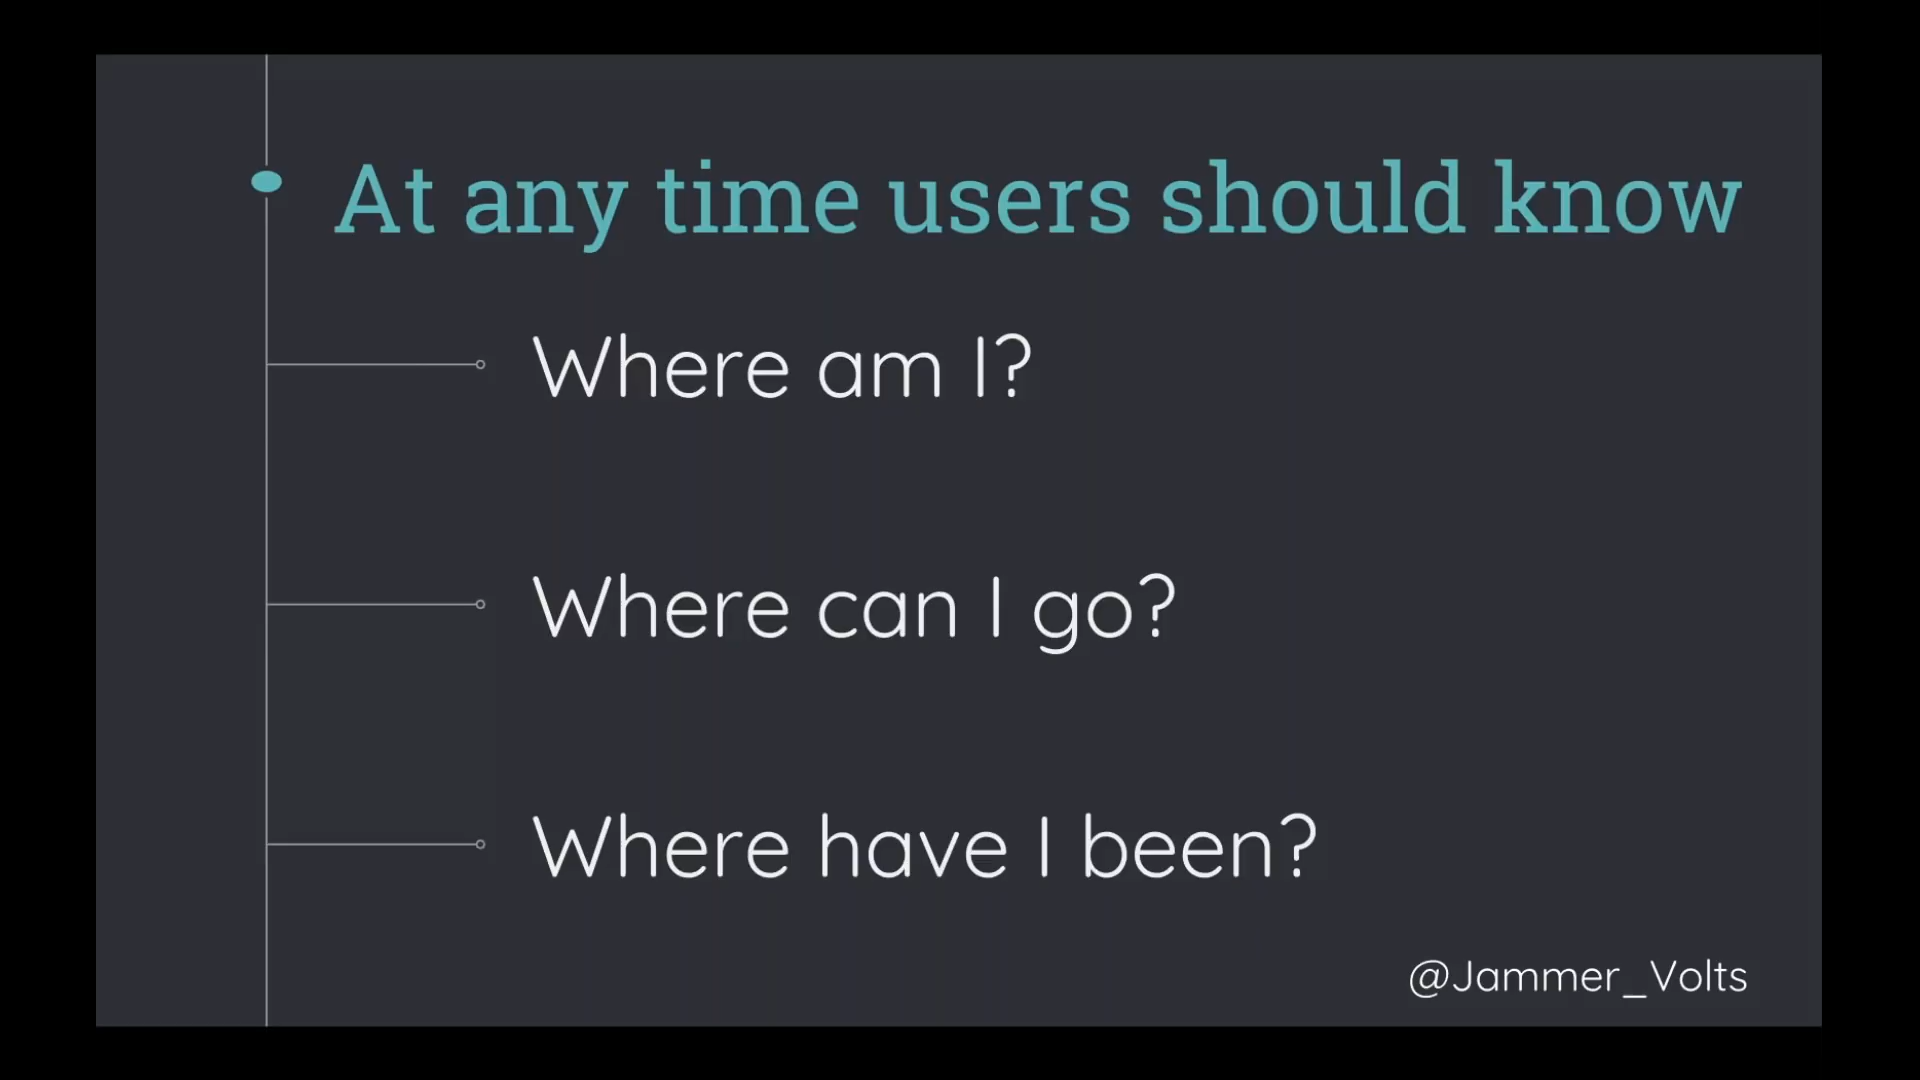 At any time users should know
Where am I?
Where can I go?
Where have I been?
@Jammer_Volts